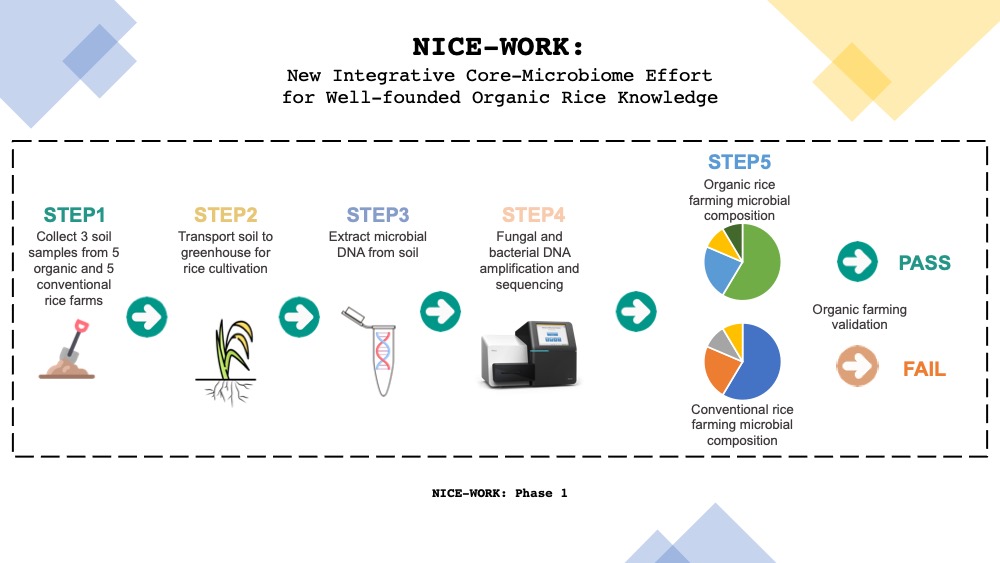 NICE-WORK:
New Integrative Core-Microbiome Effort
for Well-founded Organic Rice Knowledge
STEP1
Collect 3 soil
samples from 5
organic and 5
conventional
rice farms
STEP2
Transport soil to
greenhouse for
rice cultivation
STEP3
Extract microbial
DNA from soil
STEP4
Fungal and
bacterial DNA
amplification and
sequencing
STEP5
Organic rice
farming microbial
composition
PASS
Organic farming
validation
FAIL
Conventional rice
farming microbial
composition
NICE-WORK: Phase 1